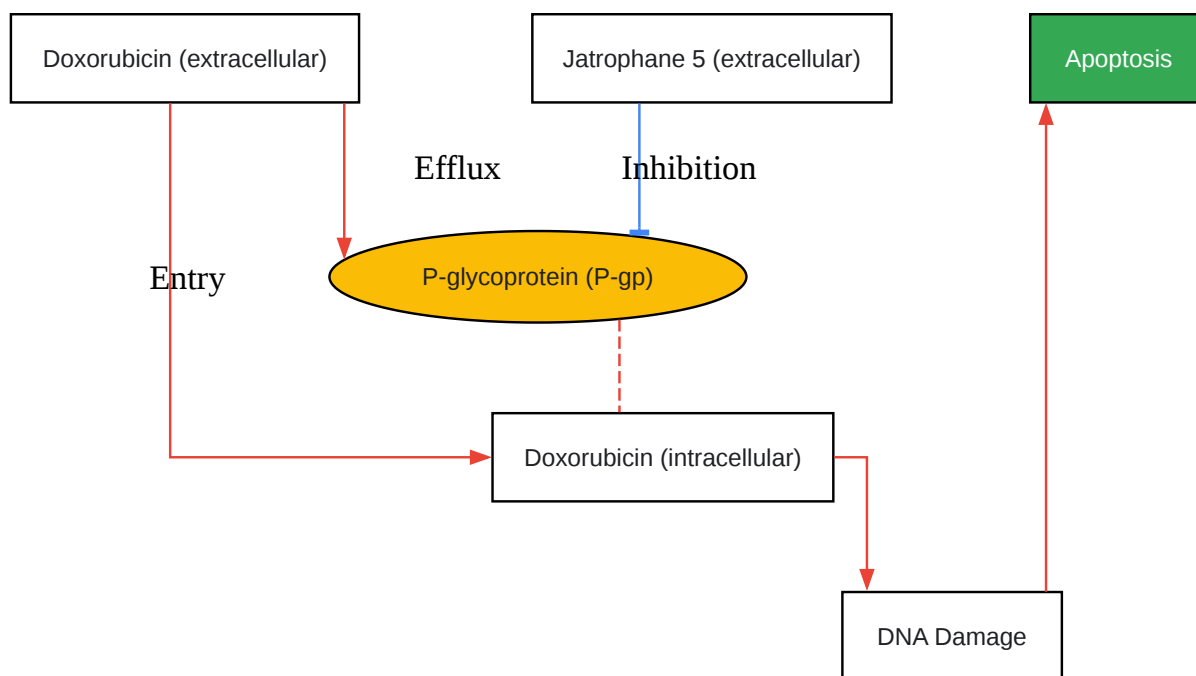 Doxorubicin (extracellular)
Jatrophane 5 (extracellular)
Apoptosis
Efflux
Inhibition
Entry
P-glycoprotein (P-gp)
Doxorubicin (intracellular)
DNA Damage